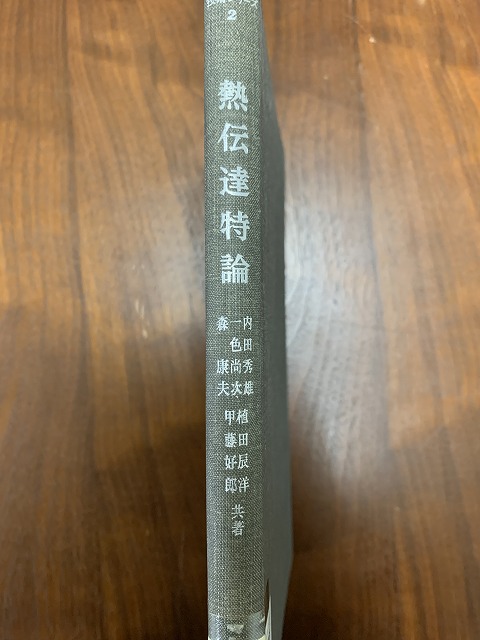 2
熱伝達特論
内田秀雄
一色尚次
森康夫
植田辰洋
甲藤好郎
共著